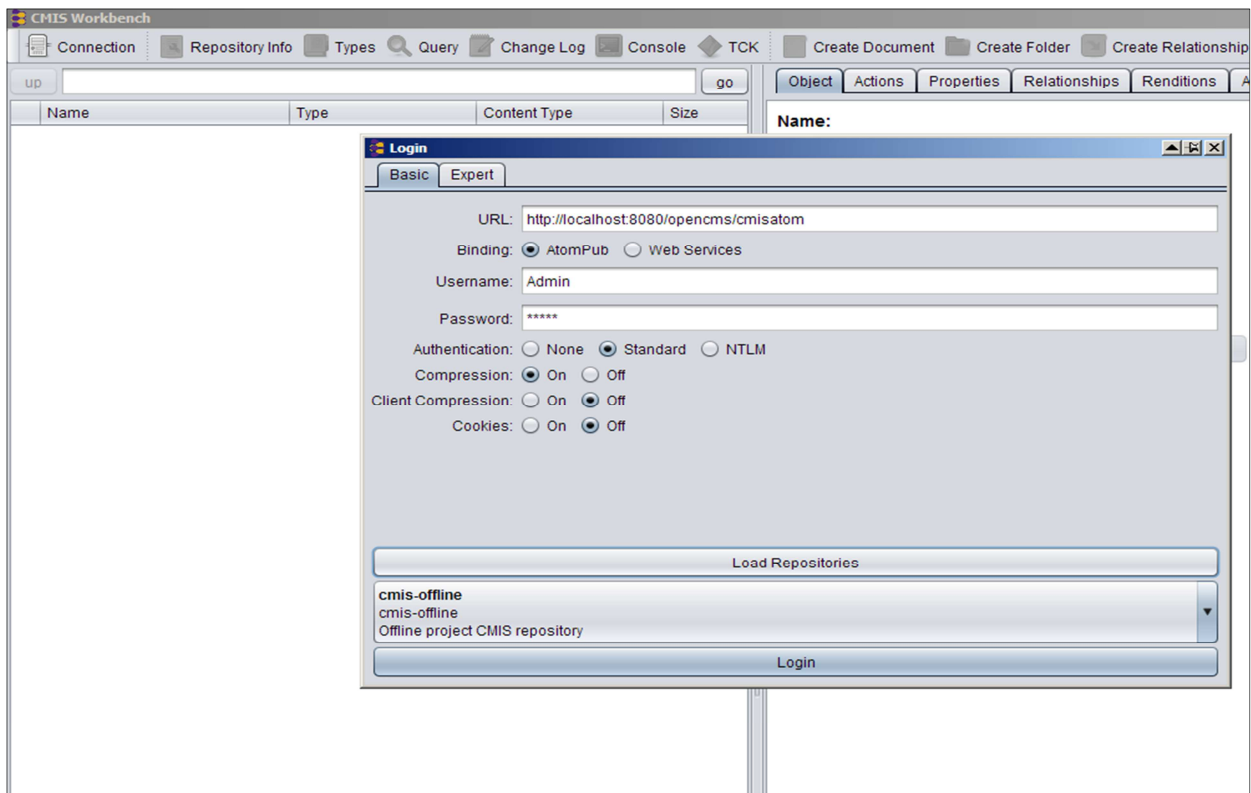 CMIS Workbench
Connection Repository Info Types Query Change Log Console TCK Create Document Create Folder Create Relationship
up go Object Actions Properties Relationships Renditions A
Name Type Content Type Size
Name:
Login
Basic Expert
URL: http://localhost:8080/opencms/cmisatom
Binding: AtomPub Web Services
Username: Admin
Password: *****
Authentication: None Standard NTLM
Compression: On Off
Client Compression: On Off
Cookies: On Off
Load Repositories
cmis-offline
cmis-offline
Offline project CMIS repository
Login